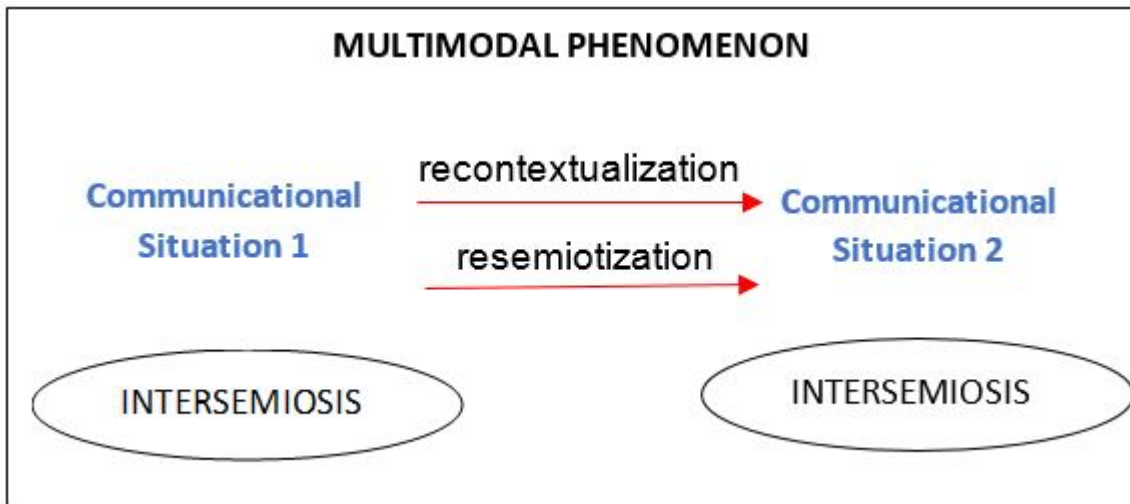 MULTIMODAL PHENOMENON
recontextualization
Communicational
Situation 1
Communicational
Situation 2
resemiotization
INTERSEMIOSIS
INTERSEMIOSIS